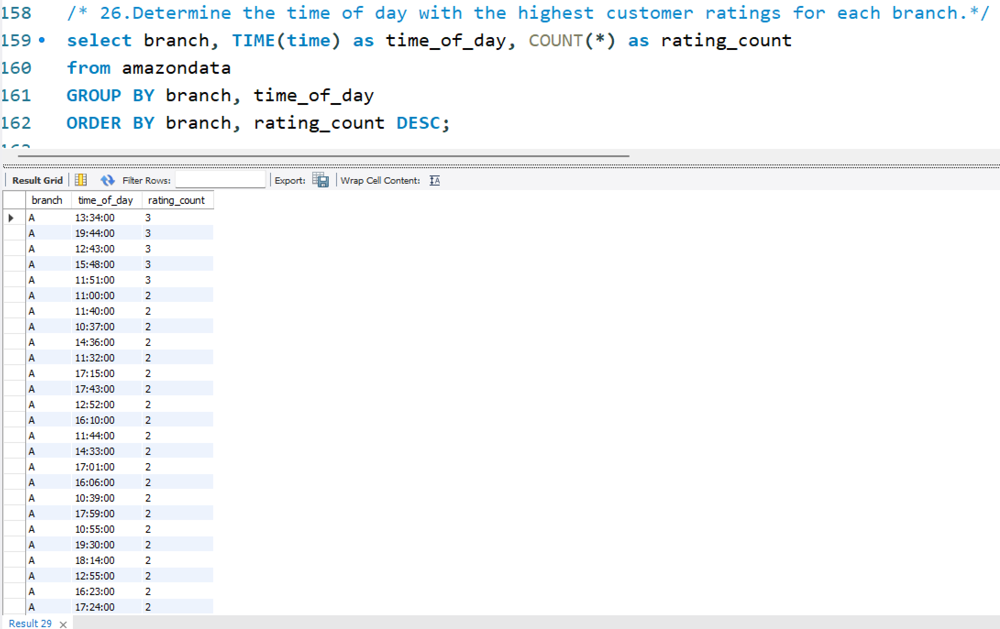 158 /* 26.Determine the time of day with the highest customer ratings for each branch.*/
159 select branch, TIME(time) as time_of_day, COUNT(*) as rating_count
160 from amazondata
161 GROUP BY branch, time_of_day
162 ORDER BY branch, rating_count DESC;
Result Grid Filter Rows: Export: Wrap Cell Content:
branch time_of_day rating_count
A 13:34:00 3
A 19:44:00 3
A 12:43:00 3
A 15:48:00 3
A 11:51:00 3
A 11:00:00 2
A 11:40:00 2
A 10:37:00 2
A 14:36:00 2
A 11:32:00 2
A 17:15:00 2
A 17:43:00 2
A 12:52:00 2
A 16:10:00 2
A 11:44:00 2
A 14:33:00 2
A 17:01:00 2
A 16:06:00 2
A 10:39:00 2
A 17:59:00 2
A 10:55:00 2
A 19:30:00 2
A 18:14:00 2
A 12:55:00 2
A 16:23:00 2
A 17:24:00 2
Result 29